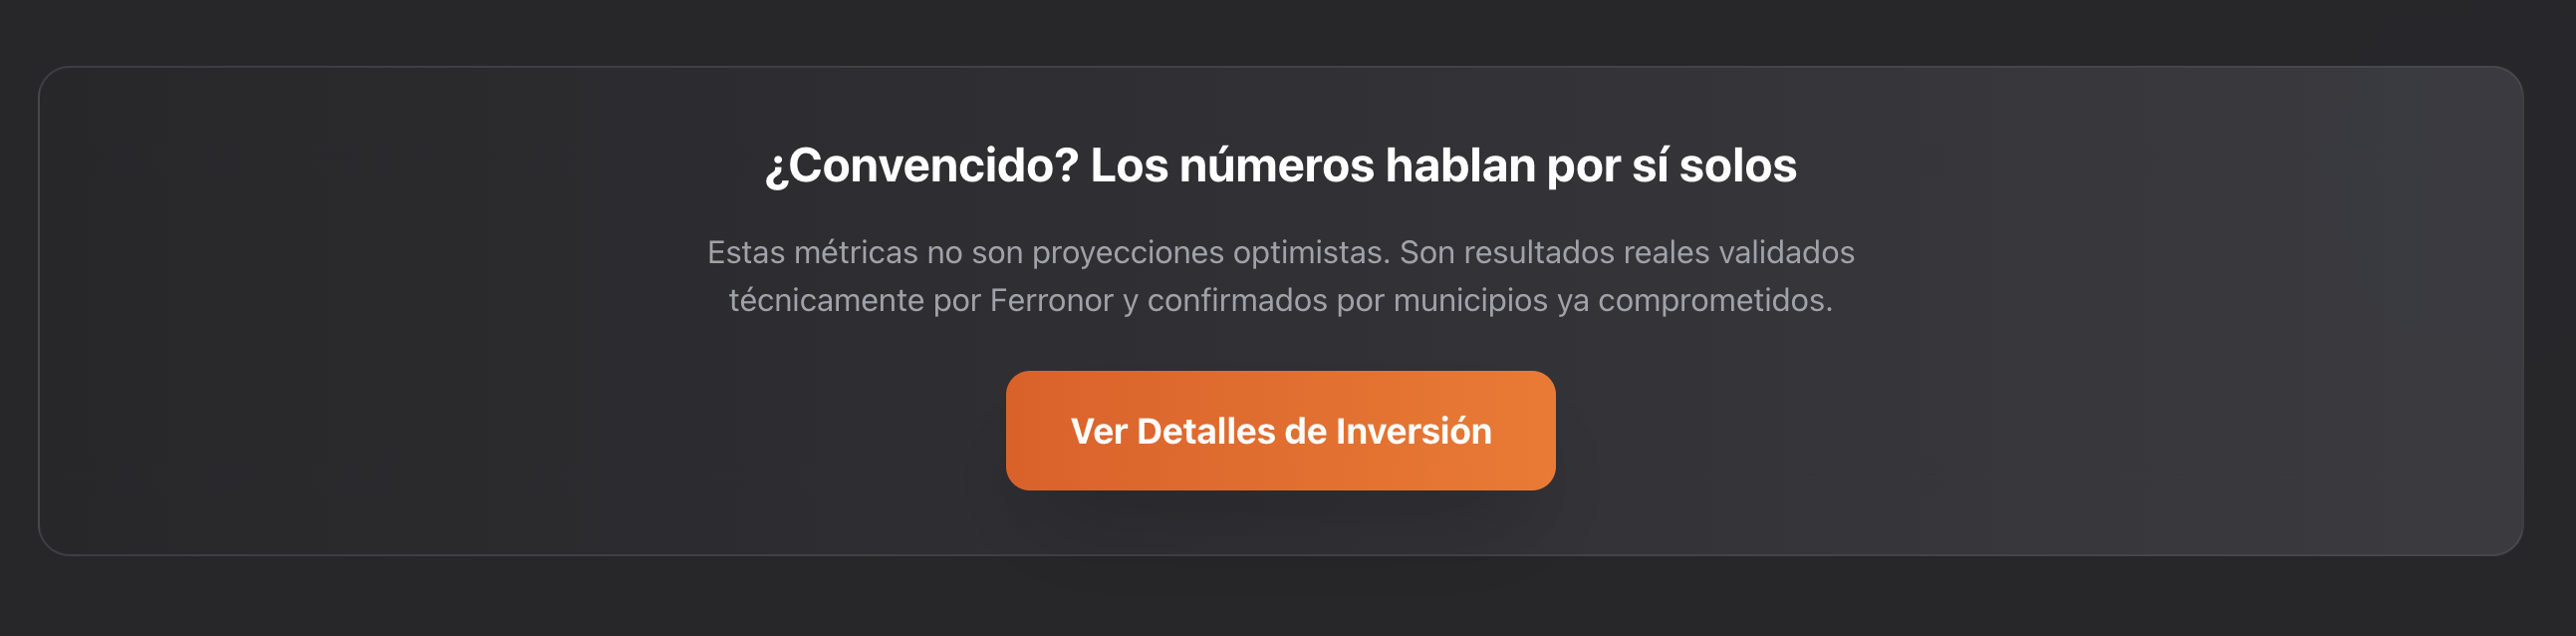 ¿Convencido? Los números hablan por sí solos
Estas métricas no son proyecciones optimistas. Son resultados reales validados
técnicamente por Ferronor y confirmados por municipios ya comprometidos.
Ver Detalles de Inversión